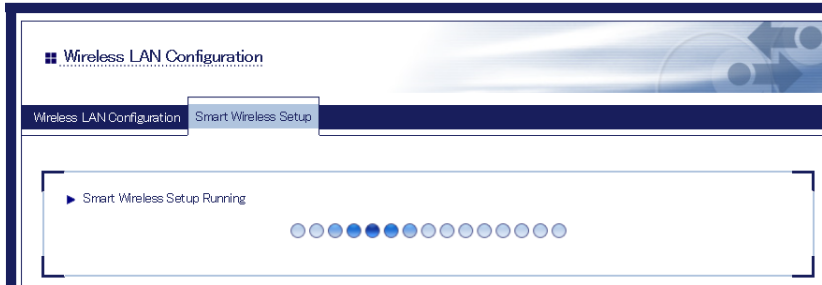 Wireless LAN Configuration
Wireless LAN Configuration Smart Wireless Setup
Smart Wireless Setup Running